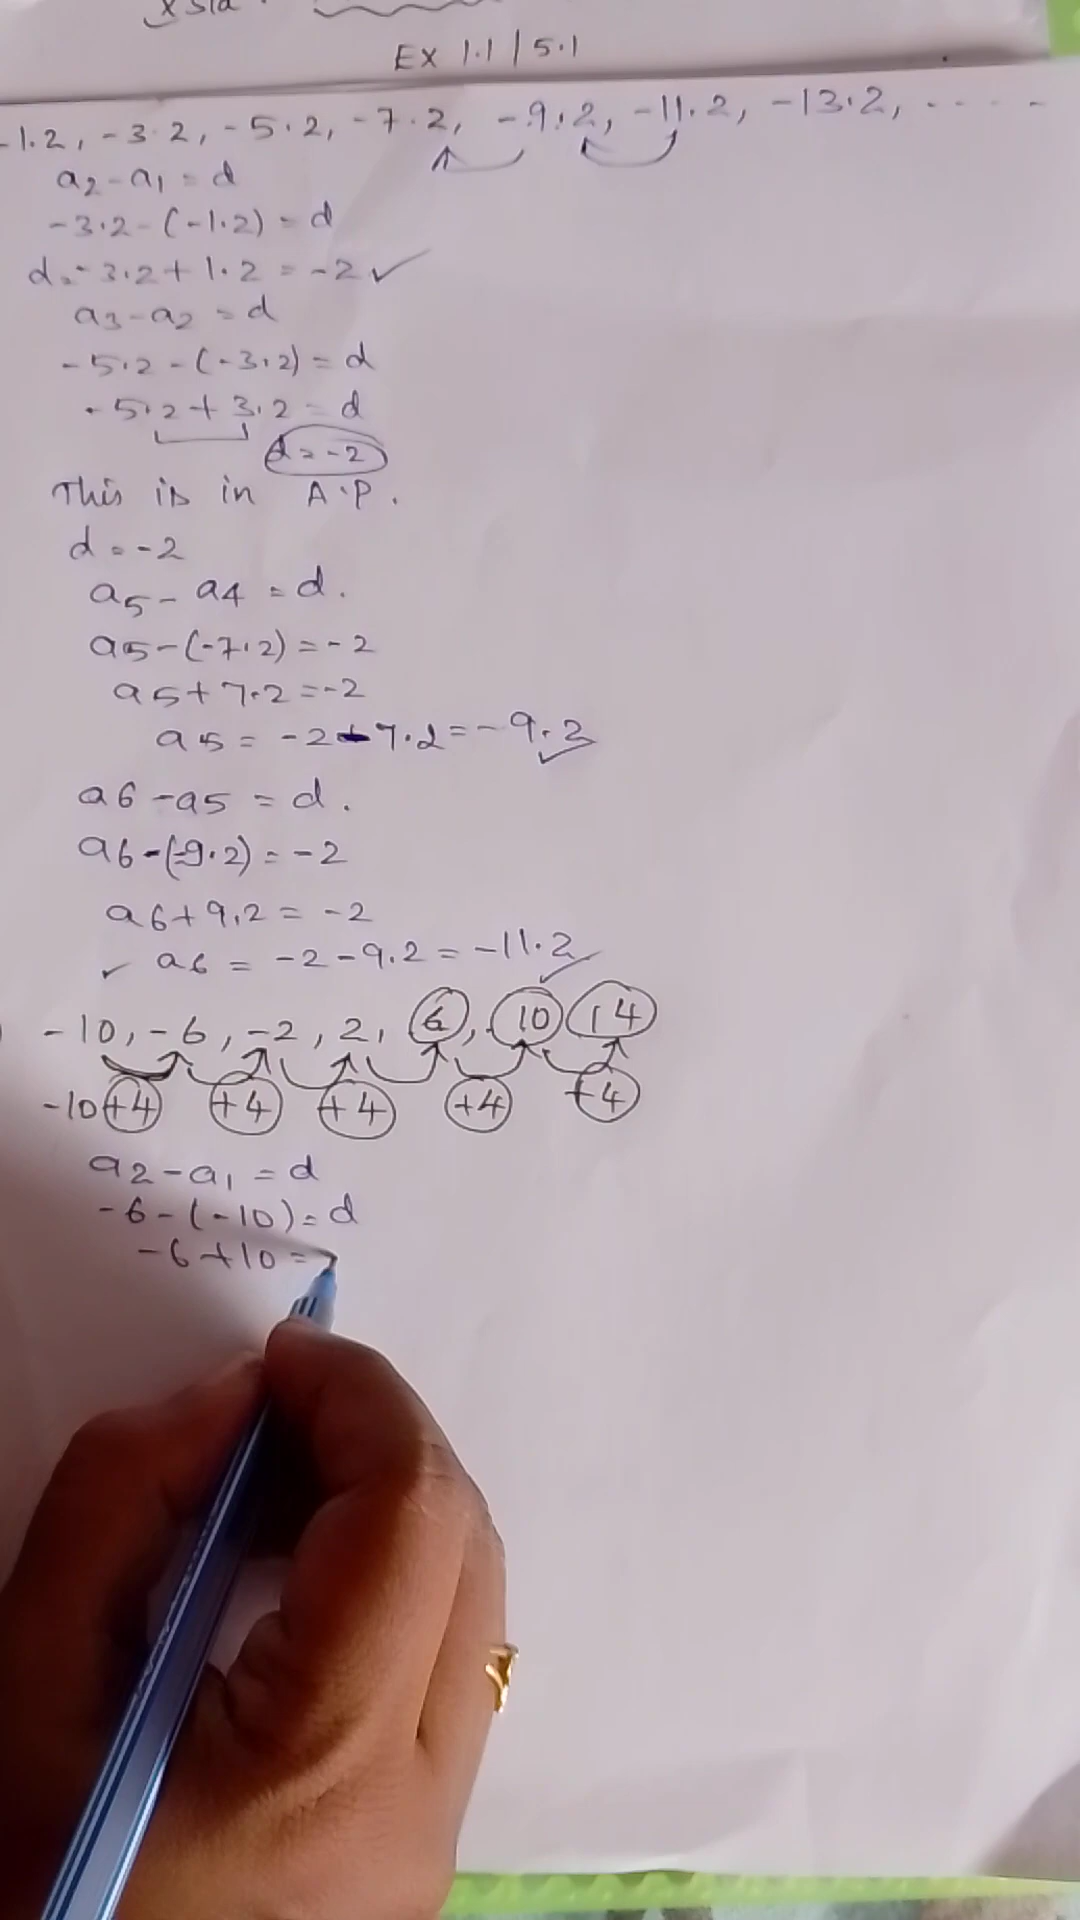 Ex 1.1 / 5.1
-1.2, -3.2, -5.2, -7.2, -9.2, -11.2, -13.2, .....
a2 - a1 = d
-3.2 - (-1.2) = d
d = -3.2 + 1.2 = -2 ✓
a3 - a2 = d
-5.2 - (-3.2) = d
-5.2 + 3.2 = d
d = -2
This is in A.P.
d = -2
a5 - a4 = d.
a5 - (-7.2) = -2
a5 + 7.2 = -2
a5 = -2 - 7.2 = -9.2 ✓
a6 - a5 = d.
a6 - (-9.2) = -2
a6 + 9.2 = -2
✓ a6 = -2 - 9.2 = -11.2 ✓
-10, -6, -2, 2, 6, 10 14
-10 +4 +4 +4 +4 +4
a2 - a1 = d
-6 - (-10) = d
-6 + 10 =